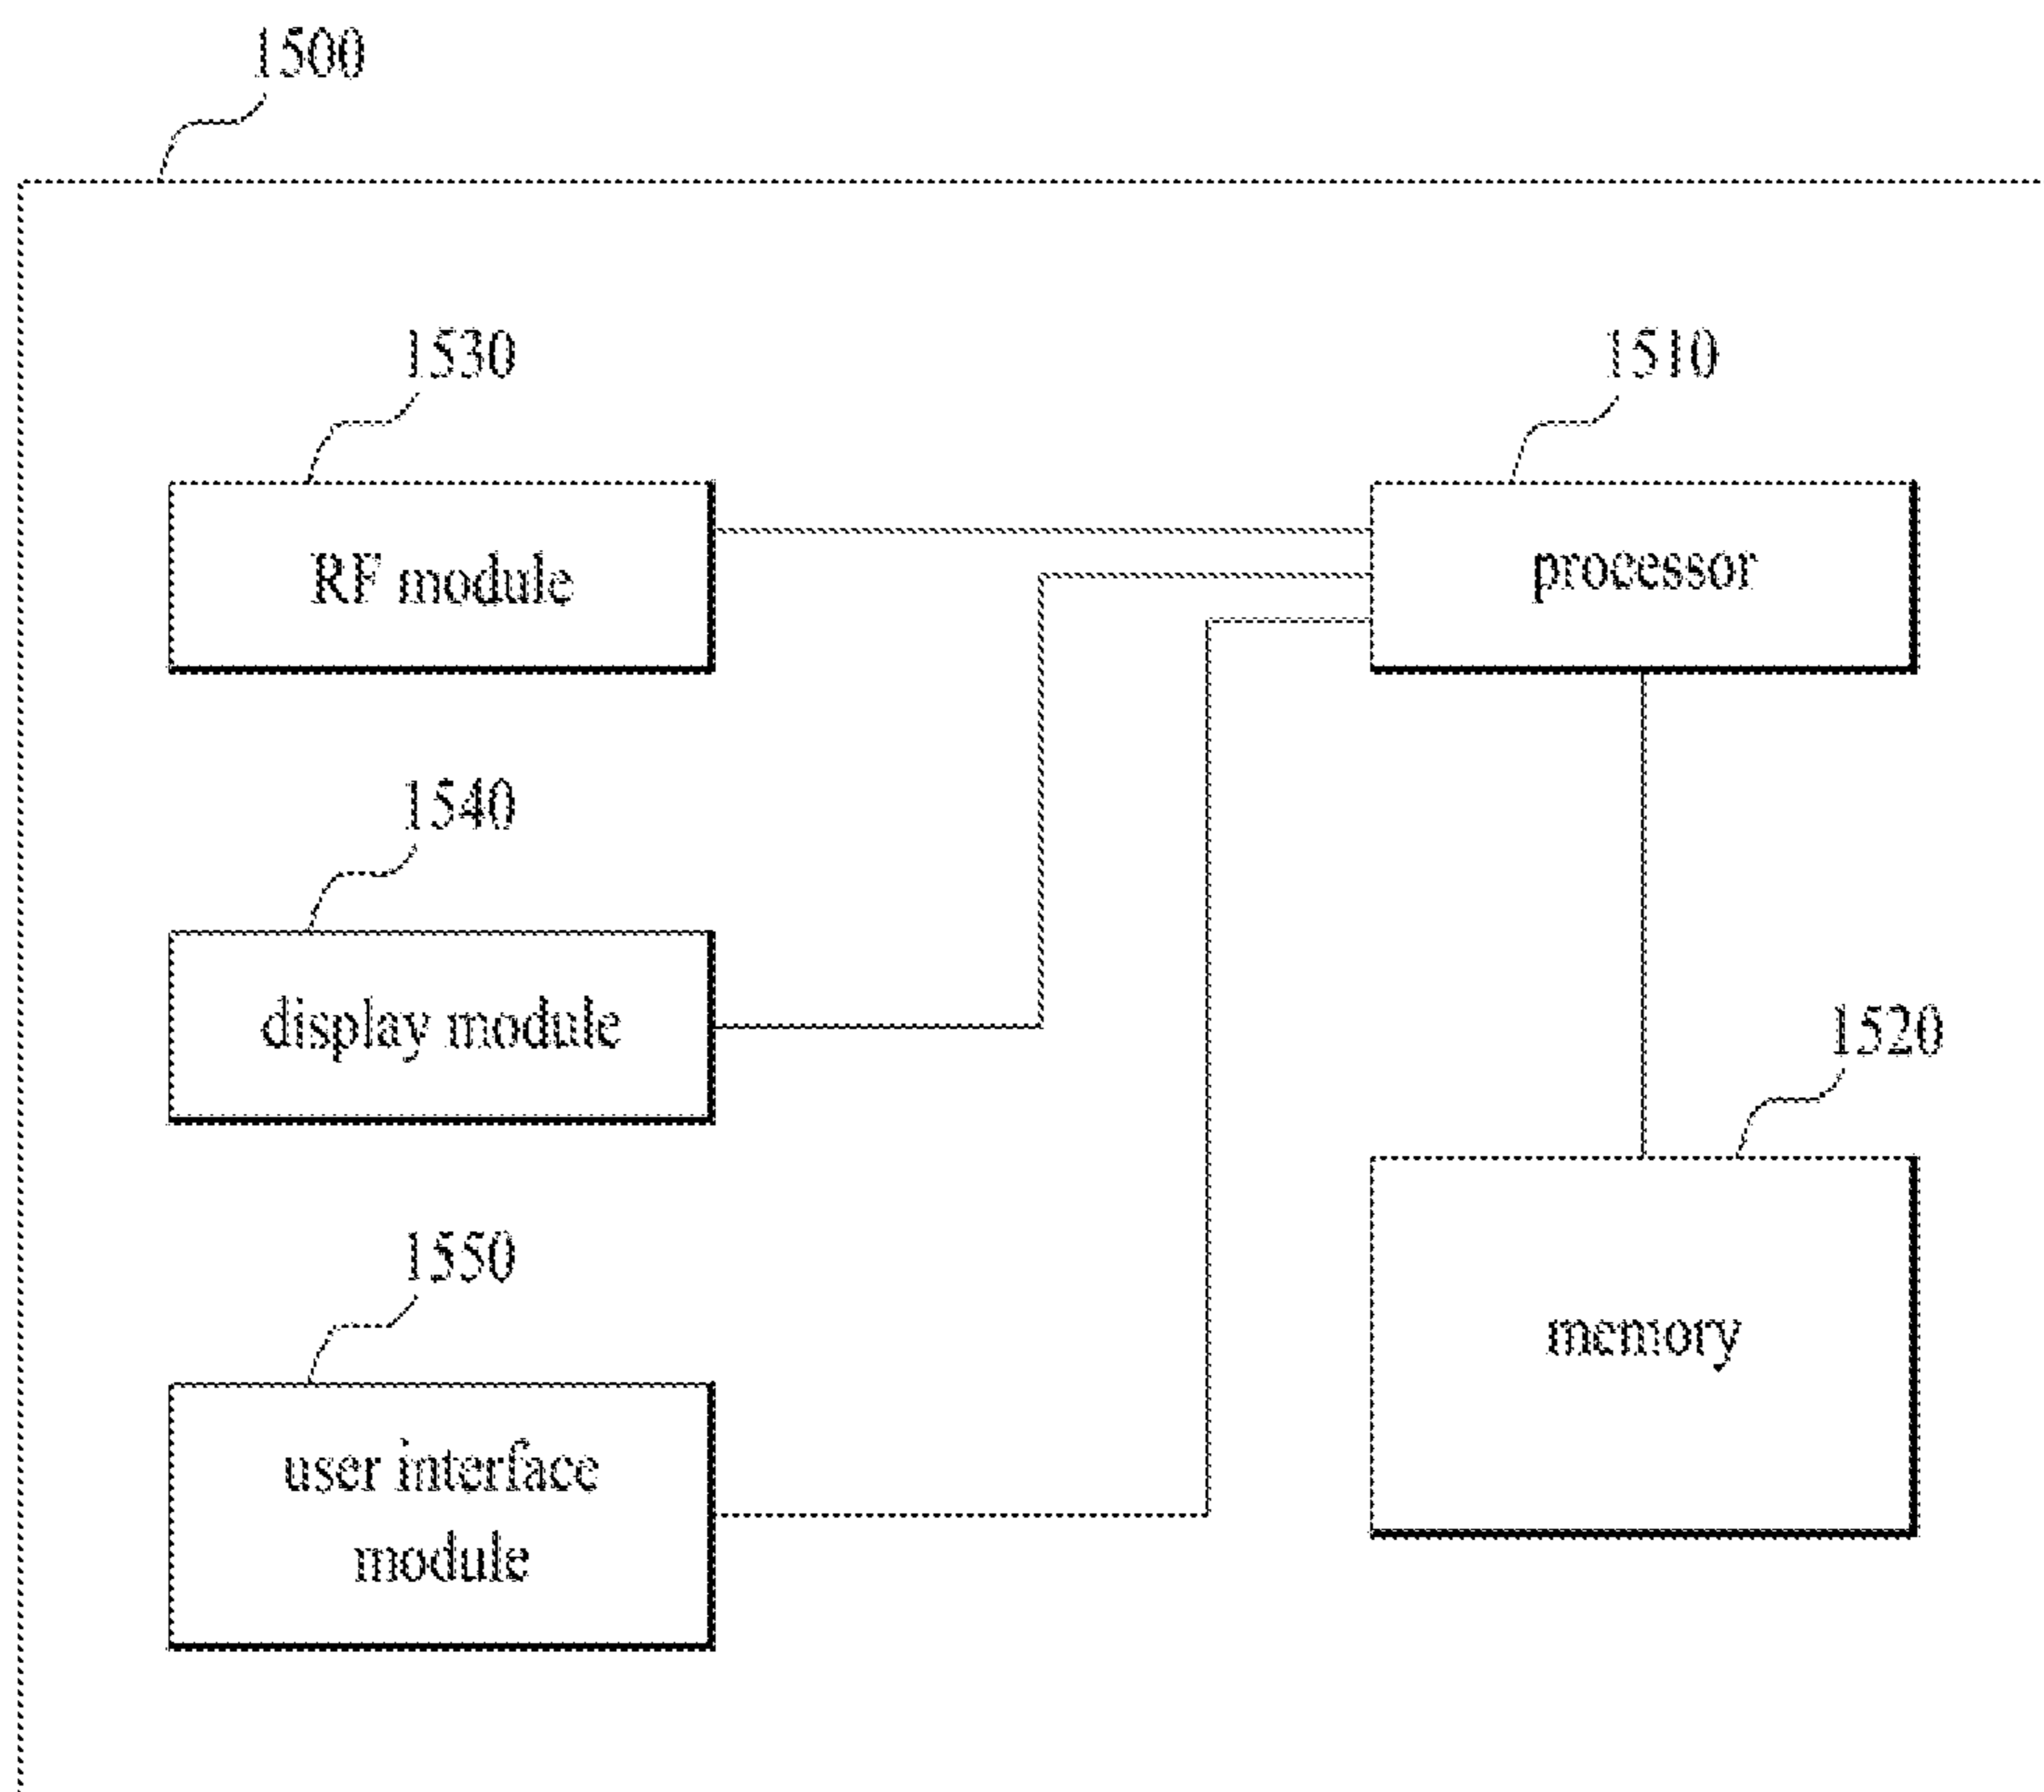 1500
1530
1510
RF module
processor
1540
display module
1520
1550
memory
user interface
module